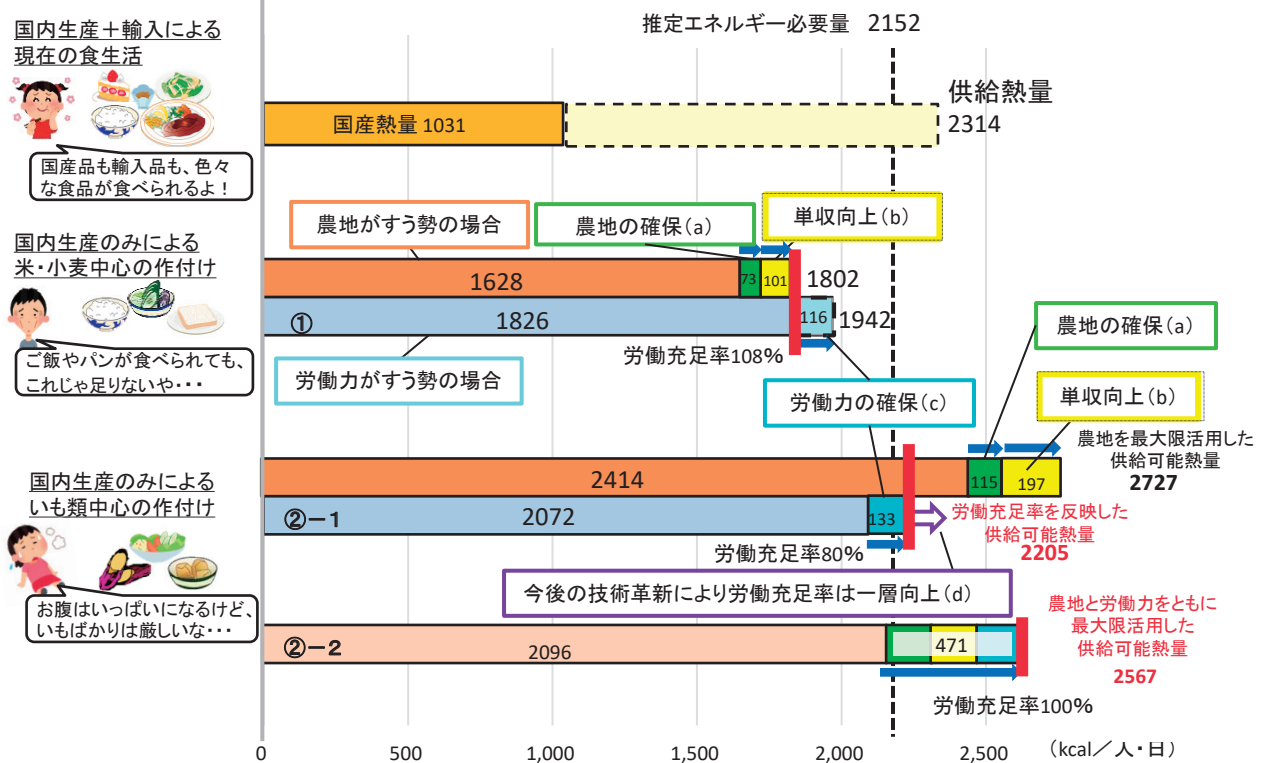 推定エネルギー必要量 2152
国内生産＋輸入による
現在の食生活
国産品も輸入品も、色々
な食品が食べられるよ！
国産熱量 1031
供給熱量
2314
農地がすう勢の場合
農地の確保(a)
単収向上(b)
国内生産のみによる
米・小麦中心の作付け
ご飯やパンが食べられても、
これじゃ足りないや・・・
1628
73
101
1802
①
1826
116
1942
労働充足率108%
労働力がすう勢の場合
労働力の確保(c)
農地の確保(a)
単収向上(b)
農地を最大限活用した
供給可能熱量
2727
国内生産のみによる
いも類中心の作付け
お腹はいっぱいになるけど、
いもばかりは厳しいな・・・
2414
115
197
②－1
2072
133
労働充足率80%
労働充足率を反映した
供給可能熱量
2205
今後の技術革新により労働充足率は一層向上(d)
②－2
2096
471
農地と労働力をともに
最大限活用した
供給可能熱量
2567
労働充足率100%
0
500
1,000
1,500
2,000
2,500
(kcal／人・日)